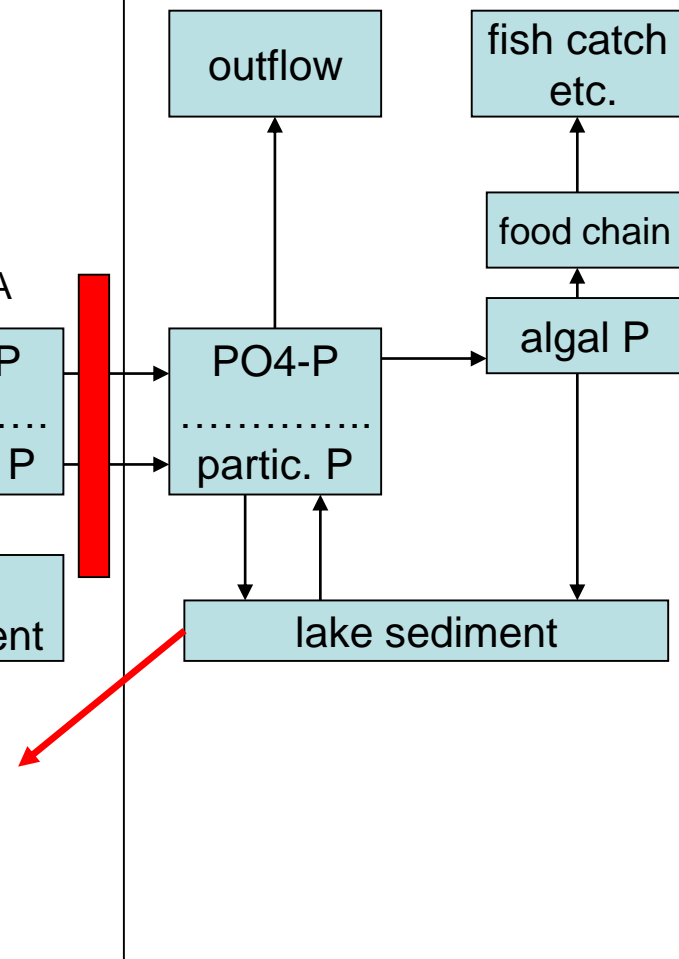 outflow
fish catch
etc.
food chain
A
P
P
PO4-P
..............
partic. P
algal P
ent
lake sediment